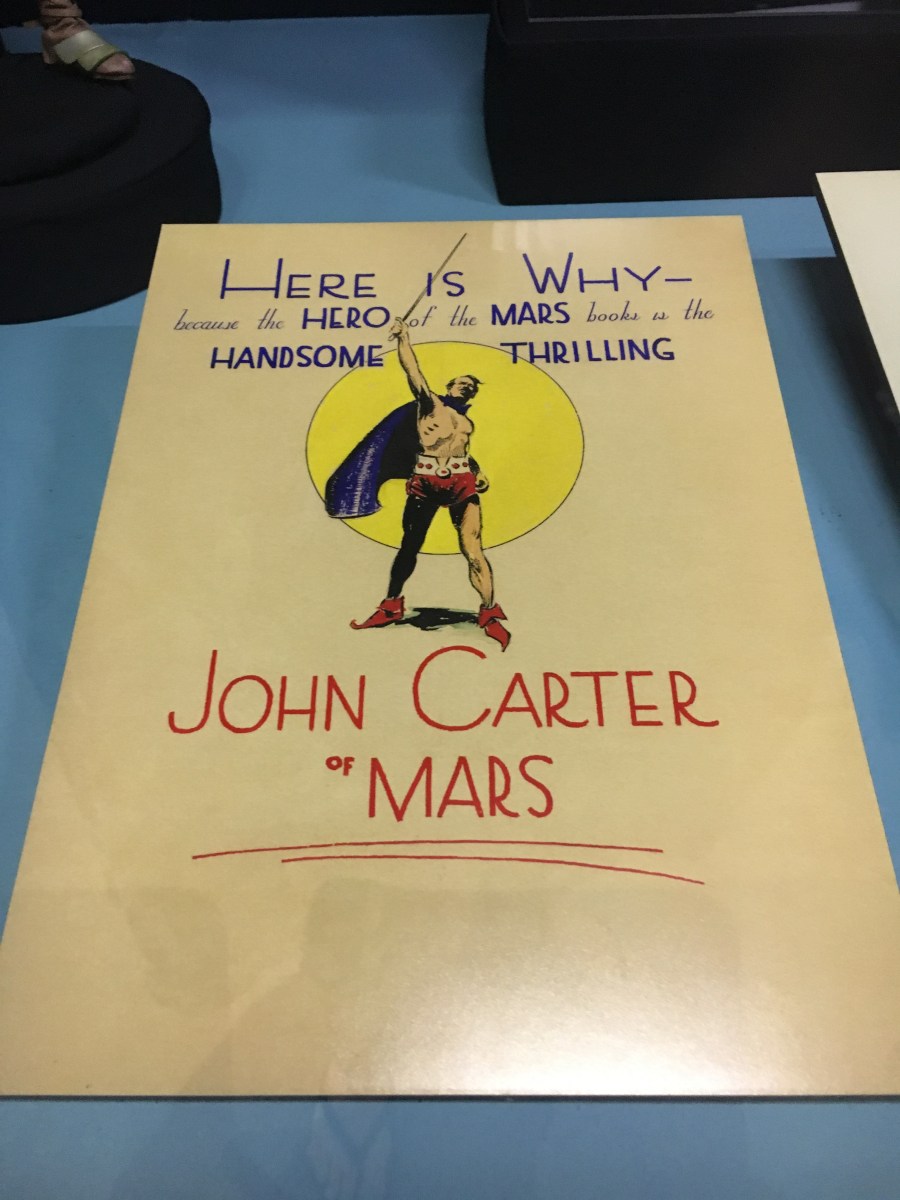 HERE IS WHY—
because the HERO of the MARS books is the
HANDSOME THRILLING
JOHN CARTER
OF MARS